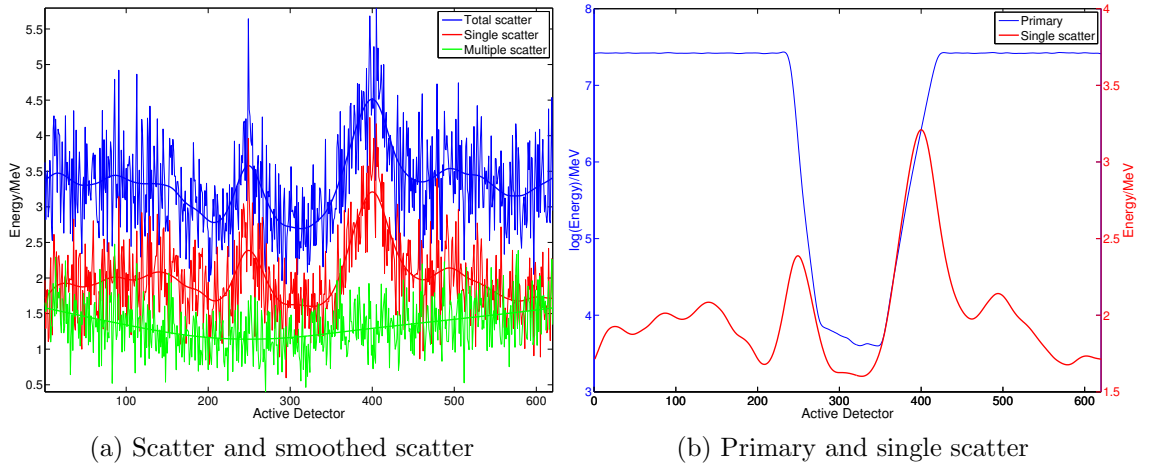 Total scatter
Single scatter
Multiple scatter
Energy/MeV
5.5
5
4.5
4
3.5
3
2.5
2
1.5
1
0.5
100 200 300 400 500 600
Active Detector
(a) Scatter and smoothed scatter
Primary
Single scatter
log(Energy)/MeV
8
7
6
5
4
3
Energy/MeV
4
3.5
3
2.5
2
1.5
0 100 200 300 400 500 600
Active Detector
(b) Primary and single scatter